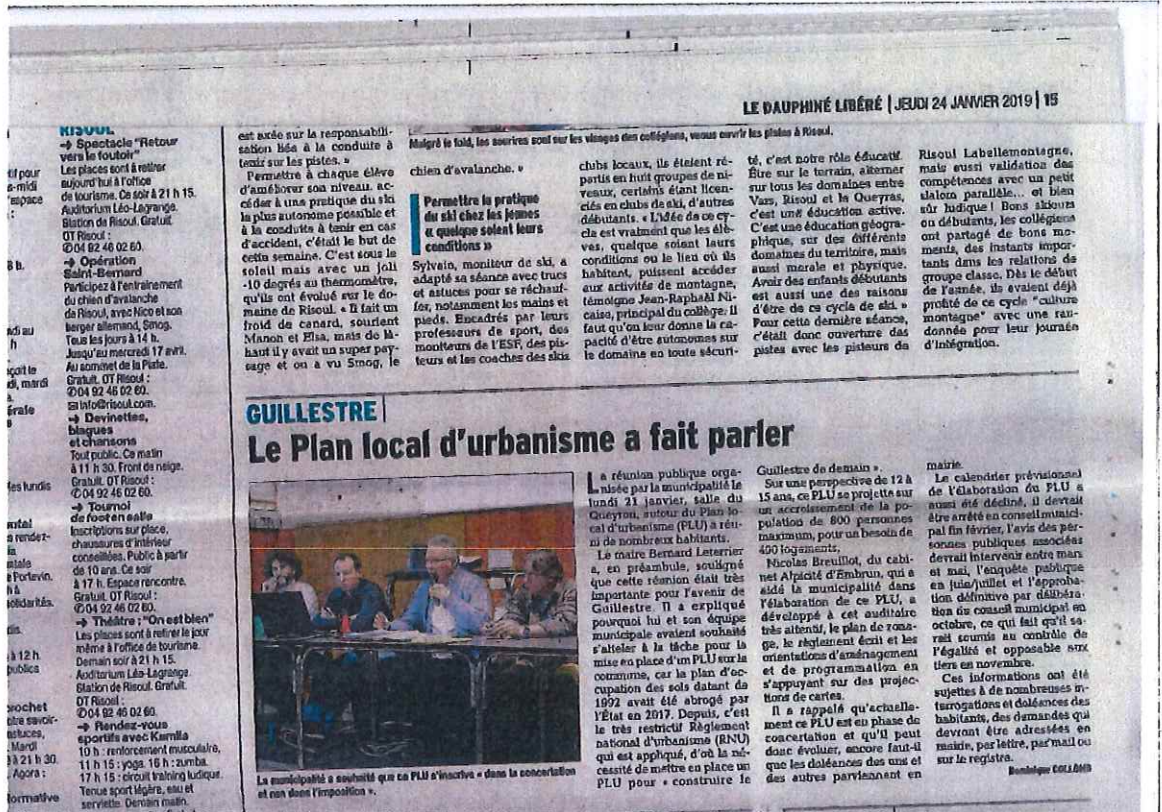 LE DAUPHINÉ LIBÉRÉ | JEUDI 24 JANVIER 2019 | 15
RISOUL
→ Spectacle "Retour
vers le foutoir"
Les places sont à retirer
aujourd'hui à l'office
de tourisme. Ce soir à 21 h 15.
Auditorium Léo-Lagrange.
Station de Risoul. Gratuit.
OT Risoul :
✆04 92 46 02 60.
→ Opération
Saint-Bernard
Participez à l'entraînement
du chien d'avalanche
de Risoul, avec Nico et son
berger allemand, Smog.
Tous les jours à 14 h.
Jusqu'au mercredi 17 avril.
Au sommet de la Plate.
Gratuit. OT Risoul :
✆04 92 46 02 60.
✉info@risoul.com.
→ Devinettes,
blagues
et chansons
Tout public. Ce matin
à 11 h 30. Front de neige.
Gratuit. OT Risoul :
✆04 92 46 02 60.
→ Tournoi
de foot en salle
Inscriptions sur place,
chaussures d'intérieur
conseillées. Public à partir
de 10 ans. Ce soir
à 17 h. Espace rencontre.
Gratuit. OT Risoul :
✆04 92 46 02 60.
→ Théâtre : "On est bien"
Les places sont à retirer le jour
même à l'office de tourisme.
Demain soir à 21 h 15.
Auditorium Léo-Lagrange.
Station de Risoul. Gratuit.
OT Risoul :
✆04 92 46 02 60.
→ Rendez-vous
sportifs avec Kamila
10 h : renforcement musculaire,
11 h 15 : yoga. 16 h : zumba.
17 h 15 : circuit training ludique.
Tenue sport légère, eau et
serviette. Demain matin.
est axée sur la responsabili-
sation liée à la conduite à
tenir sur les pistes. »
Permettre à chaque élève
d'améliorer son niveau, ac-
céder à une pratique du ski
la plus autonome possible et
à la conduite à tenir en cas
d'accident, c'était le but de
cette semaine. C'est sous le
soleil mais avec un joli
-10 degrés au thermomètre,
qu'ils ont évolué sur le do-
maine de Risoul. « Il fait un
froid de canard, sourient
Manon et Elsa, mais de là-
haut il y avait un super pay-
sage et on a vu Smog, le
Malgré le froid, les sourires sont sur les visages des collégiens, venus ouvrir les pistes à Risoul.
chien d'avalanche. »
Permettre la pratique
du ski chez les jeunes
« quelque soient leurs
conditions »
Sylvain, moniteur de ski, a
adapté sa séance avec trucs
et astuces pour se réchauf-
fer, notamment les mains et
pieds. Encadrés par leurs
professeurs de sport, des
moniteurs de l'ESF, des pis-
teurs et les coaches des skis
clubs locaux, ils étaient ré-
partis en huit groupes de ni-
veaux, certains étant licen-
ciés en clubs de ski, d'autres
débutants. « L'idée de ce cy-
cle est vraiment que les élè-
ves, quelque soient leurs
conditions ou le lieu où ils
habitent, puissent accéder
aux activités de montagne,
témoigne Jean-Raphaël Ni-
caise, principal du collège. Il
faut qu'on leur donne la ca-
pacité d'être autonomes sur
le domaine en toute sécuri-
té, c'est notre rôle éducatif.
Être sur le terrain, alterner
sur tous les domaines entre
Vars, Risoul et le Queyras,
c'est une éducation active.
C'est une éducation géogra-
phique, sur des différents
domaines du territoire, mais
aussi morale et physique.
Avoir des enfants débutants
est aussi une des raisons
d'être de ce cycle de ski. »
Pour cette dernière séance,
c'était donc ouverture des
pistes avec les pisteurs de
Risoul Labellemontagne,
mais aussi validation des
compétences avec un petit
slalom parallèle... et bien
sûr ludique ! Bons skieurs
ou débutants, les collégiens
ont partagé de bons mo-
ments, des instants impor-
tants dans les relations de
groupe classe. Dès le début
de l'année, ils avaient déjà
profité de ce cycle "culture
montagne" avec une ran-
donnée pour leur journée
d'intégration.
GUILLESTRE |
Le Plan local d'urbanisme a fait parler
La municipalité a souhaité que ce PLU s'inscrive « dans la concertation
et non dans l'imposition ».
La réunion publique orga-
nisée par la municipalité le
lundi 21 janvier, salle du
Queyron, autour du Plan lo-
cal d'urbanisme (PLU) a réu-
ni de nombreux habitants.
Le maire Bernard Leterrier
a, en préambule, souligné
que cette réunion était très
importante pour l'avenir de
Guillestre. Il a expliqué
pourquoi lui et son équipe
municipale avaient souhaité
s'atteler à la tâche pour la
mise en place d'un PLU sur la
commune, car le plan d'oc-
cupation des sols datant de
1992 avait été abrogé par
l'État en 2017. Depuis, c'est
le très restrictif Règlement
national d'urbanisme (RNU)
qui est appliqué, d'où la né-
cessité de mettre en place un
PLU pour « construire le
Guillestre de demain ».
Sur une perspective de 12 à
15 ans, ce PLU se projette sur
un accroissement de la po-
pulation de 800 personnes
maximum, pour un besoin de
400 logements.
Nicolas Breuillot, du cabi-
net Alpicité d'Embrun, qui a
aidé la municipalité dans
l'élaboration de ce PLU, a
développé à cet auditoire
très attentif, le plan de zona-
ge, le règlement écrit et les
orientations d'aménagement
et de programmation en
s'appuyant sur des projec-
tions de cartes.
Il a rappelé qu'actuelle-
ment ce PLU est en phase de
concertation et qu'il peut
donc évoluer, encore faut-il
que les doléances des uns et
des autres parviennent en
mairie.
Le calendrier prévisionnel
de l'élaboration du PLU a
aussi été décliné, il devrait
être arrêté en conseil munici-
pal fin février, l'avis des per-
sonnes publiques associées
devrait intervenir entre mars
et mai, l'enquête publique
en juin/juillet et l'approba-
tion définitive par délibéra-
tion du conseil municipal en
octobre, ce qui fait qu'il se-
rait soumis au contrôle de
l'égalité et opposable aux
tiers en novembre.
Ces informations ont été
sujettes à de nombreuses in-
terrogations et doléances des
habitants, des demandes qui
devront être adressées en
mairie, par lettre, par mail ou
sur le registre.
Dominique COLLOMB